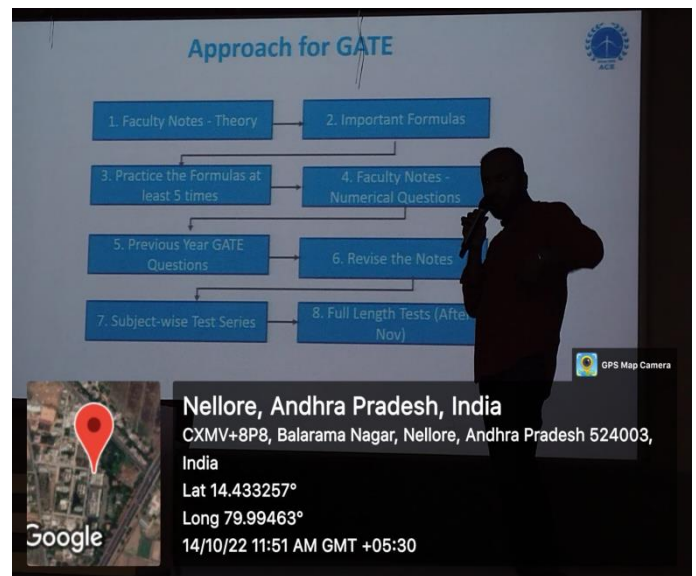 Approach for GATE
ACE
1. Faculty Notes - Theory
2. Important Formulas
3. Practice the Formulas at
least 5 times
4. Faculty Notes -
Numerical Questions
5. Previous Year GATE
Questions
6. Revise the Notes
7. Subject-wise Test Series
8. Full Length Tests (After
Nov)
GPS Map Camera
Google
Nellore, Andhra Pradesh, India
CXMV+8P8, Balarama Nagar, Nellore, Andhra Pradesh 524003,
India
Lat 14.433257°
Long 79.99463°
14/10/22 11:51 AM GMT +05:30